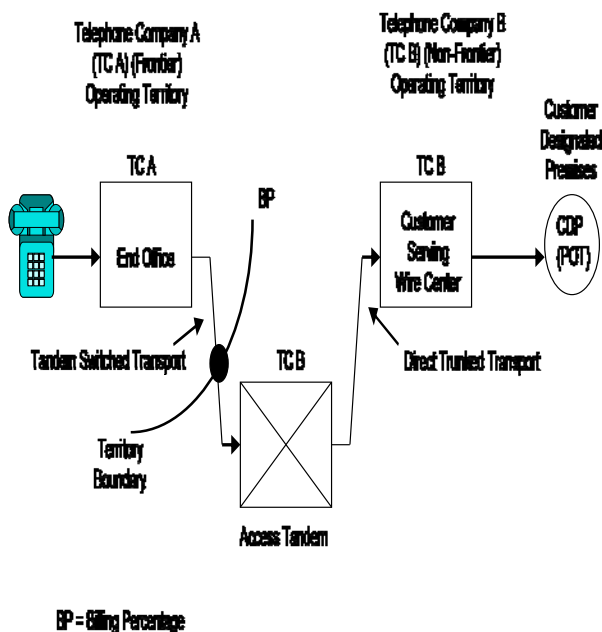 Telephone Company A
(TC A) (Frontier)
Operating Territory
Telephone Company B
(TC B) (Non-Frontier)
Operating Territory
Customer
Designated
Premises
TC A
End Office
BP
TC B
Customer
Serving
Wire Center
CDP
(POT)
Tandem Switched Transport
TC B
Direct Trunked Transport
Territory
Boundary
Access Tandem
BP = Billing Percentage